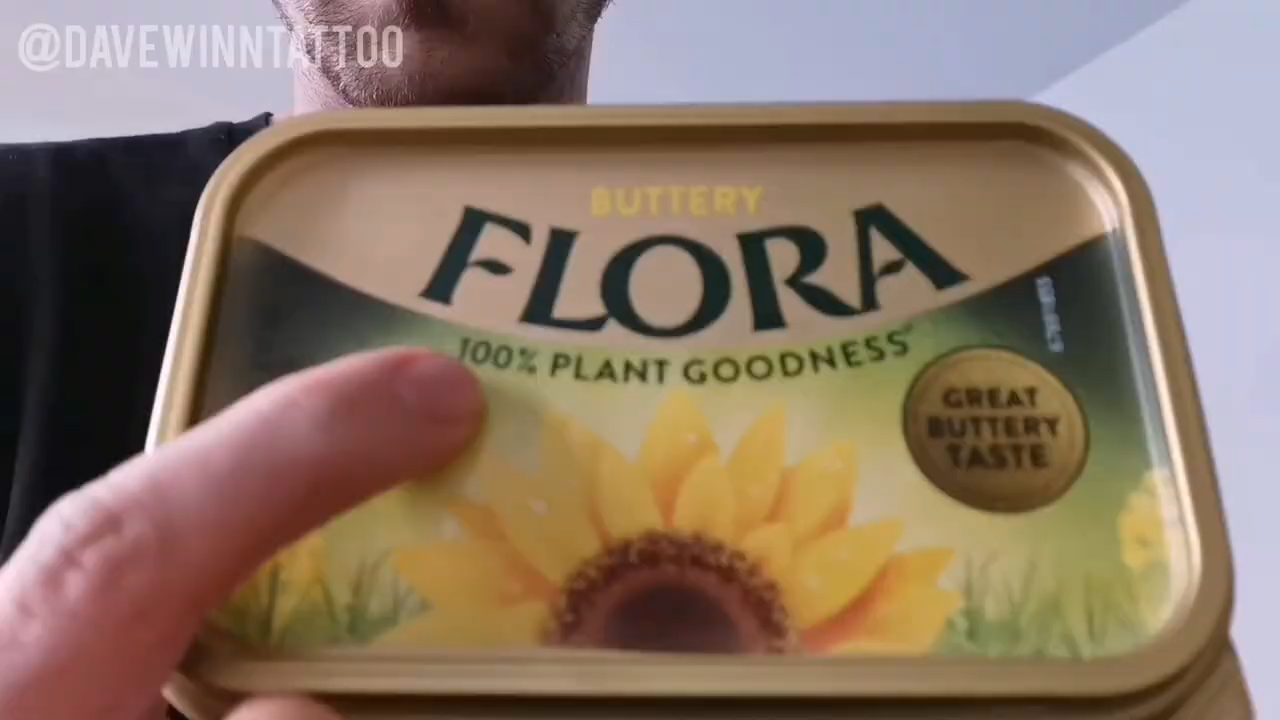 @DAVEWINNTATTOO
BUTTERY
FLORA
100% PLANT GOODNESS*
GREAT
BUTTERY
TASTE